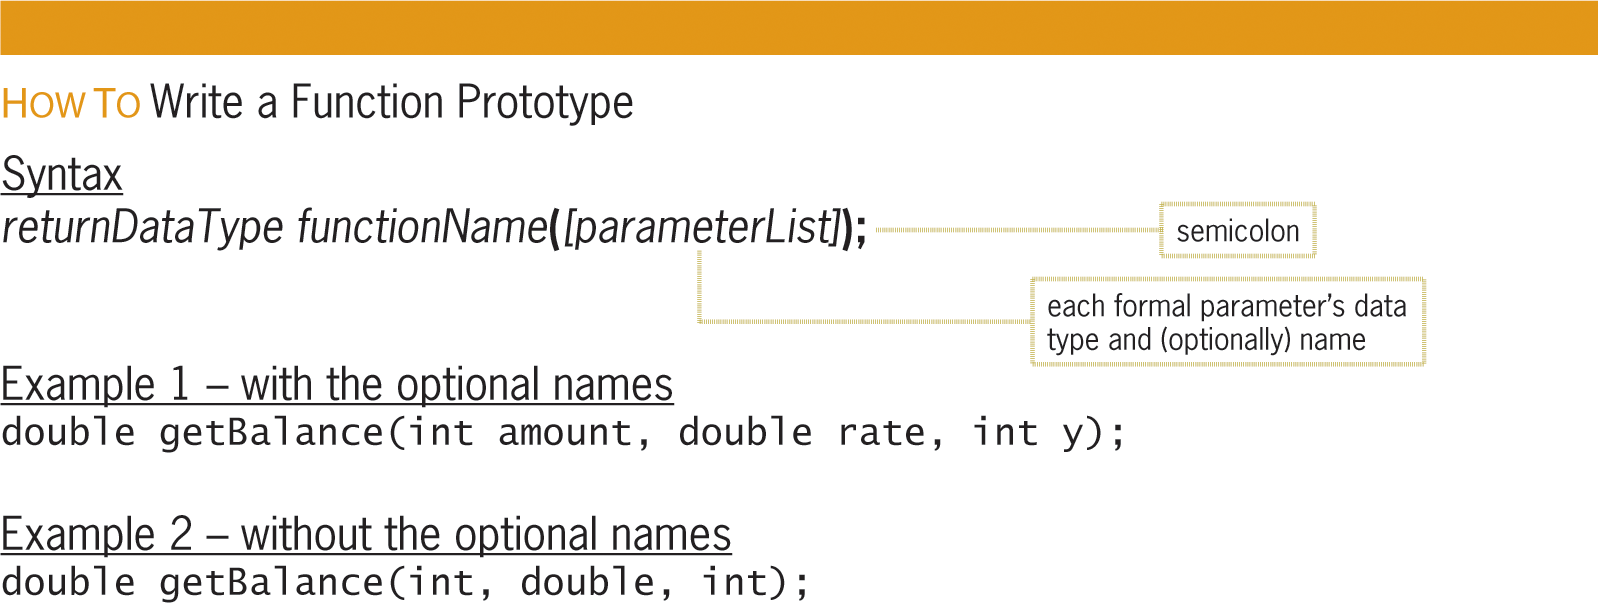 HOW TO Write a Function Prototype
Syntax
returnDataType functionName([parameterList]);
semicolon
each formal parameter’s data
type and (optionally) name
Example 1 – with the optional names
double getBalance(int amount, double rate, int y);
Example 2 – without the optional names
double getBalance(int, double, int);